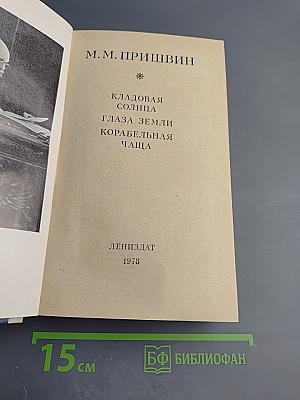 М. М. ПРИШВИН
*
КЛАДОВАЯ
СОЛНЦА
ГЛАЗА ЗЕМЛИ
КОРАБЕЛЬНАЯ
ЧАЩА
ЛЕНИЗДАТ
1978
15 СМ
БФ БИБЛИОФАН